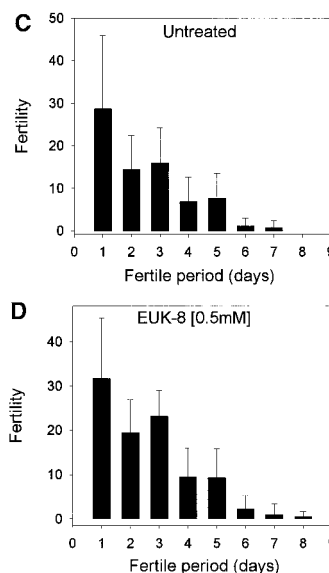 C
Untreated
50
40
30
20
10
0
Fertility
0 1 2 3 4 5 6 7 8 9
Fertile period (days)
D
EUK-8 [0.5mM]
40
30
20
10
0
Fertility
0 1 2 3 4 5 6 7 8 9
Fertile period (days)